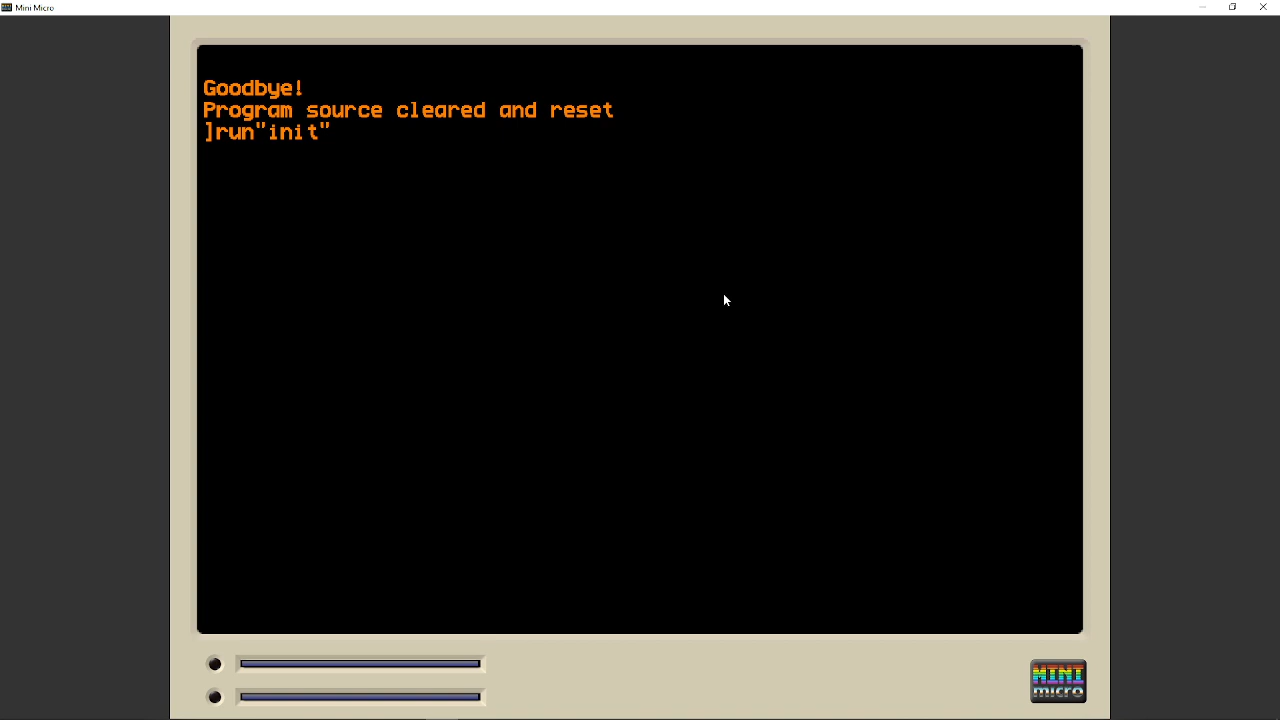 Mini Micro
Goodbye!
Program source cleared and reset
]run"init"
MINI
micro